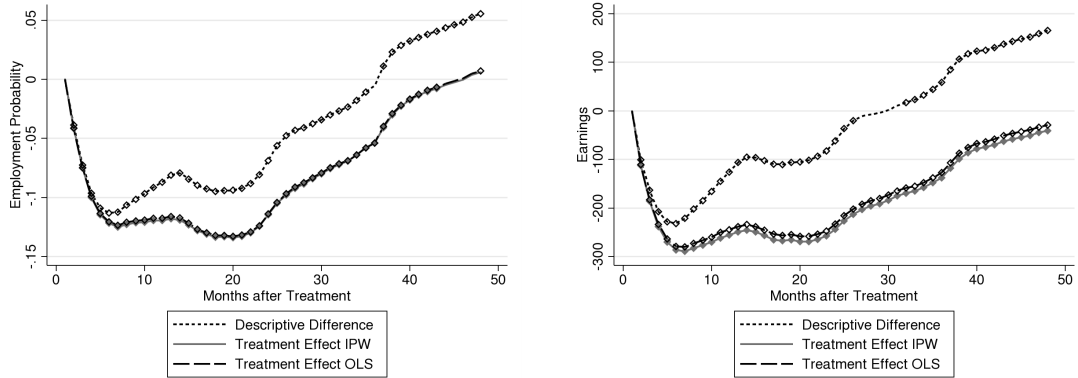 .05
0
-.05
-.1
-.15
Employment Probability
0 10 20 30 40 50
Months after Treatment
Descriptive Difference
Treatment Effect IPW
Treatment Effect OLS
200
100
0
-100
-200
-300
Earnings
0 10 20 30 40 50
Months after Treatment
Descriptive Difference
Treatment Effect IPW
Treatment Effect OLS